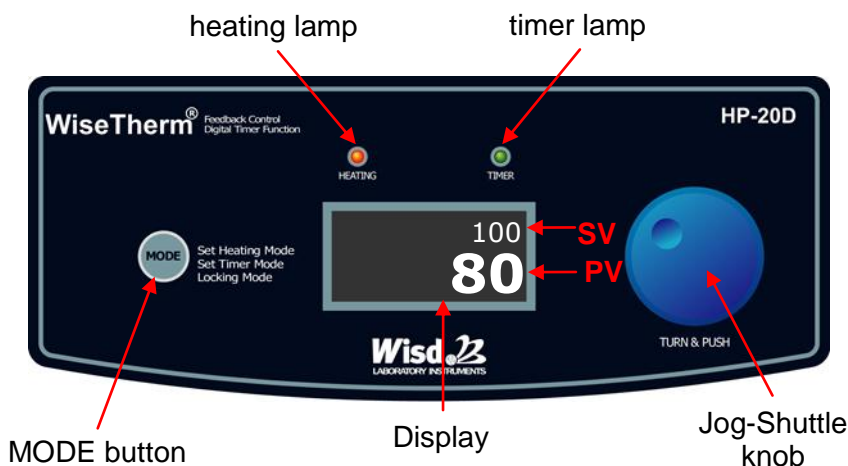 heating lamp
timer lamp
WiseTherm® Feedback Control
Digital Timer Function
HP-20D
HEATING
TIMER
100
SV
80
PV
MODE
Set Heating Mode
Set Timer Mode
Locking Mode
Wisd
LABORATORY INSTRUMENTS
TURN & PUSH
MODE button
Display
Jog-Shuttle
knob